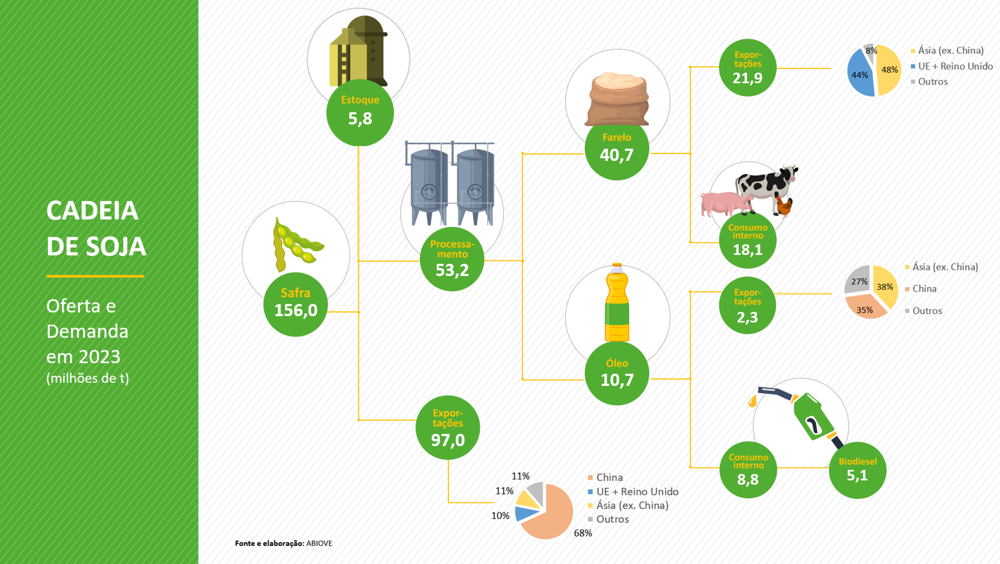 CADEIA
DE SOJA
Oferta e
Demanda
em 2023
(milhões de t)
Estoque
5,8
Safra
156,0
Processa-
mento
53,2
Expor-
tações
97,0
11%
11%
10%
68%
China
UE + Reino Unido
Ásia (ex. China)
Outros
Farelo
40,7
Expor-
tações
21,9
8%
44%
48%
Ásia (ex. China)
UE + Reino Unido
Outros
Consumo
interno
18,1
Óleo
10,7
Expor-
tações
2,3
27%
38%
35%
Ásia (ex. China)
China
Outros
Consumo
interno
8,8
Biodiesel
5,1
Fonte e elaboração: ABIOVE